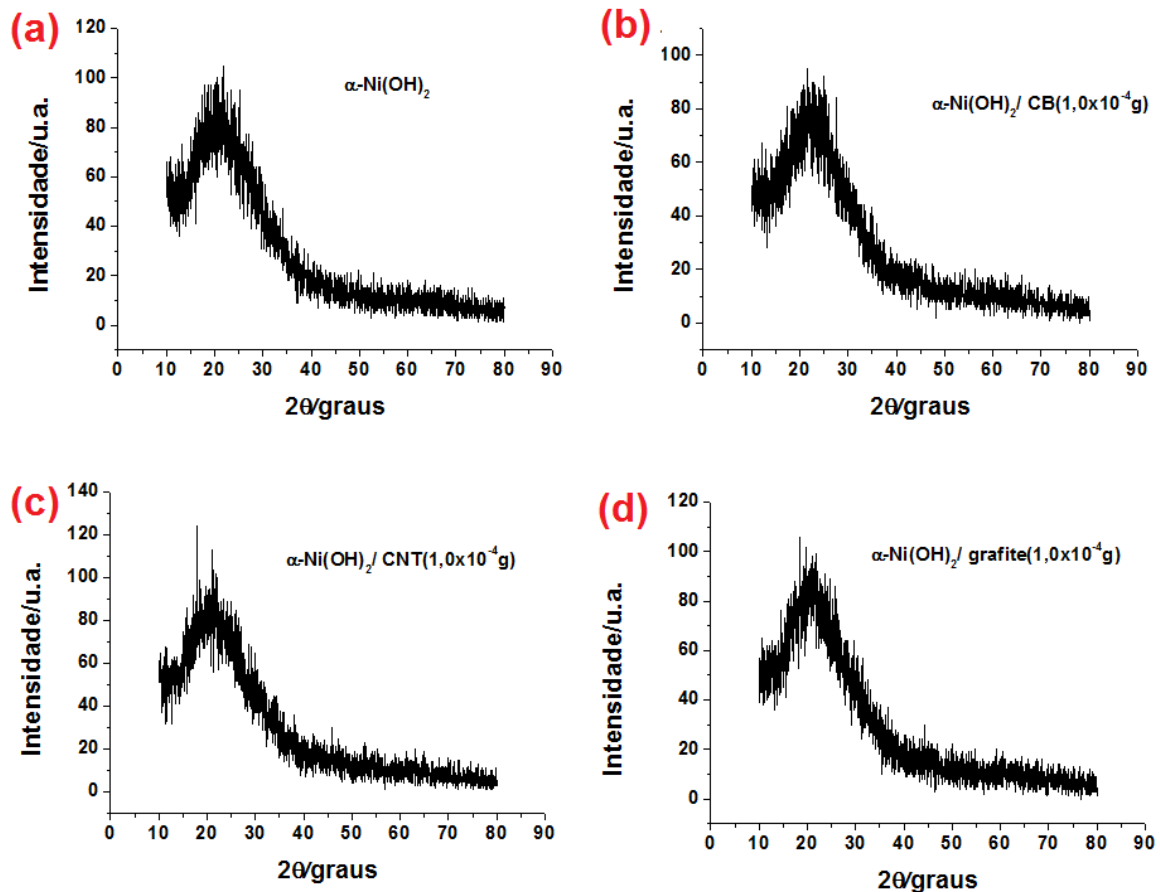 (a)
α-Ni(OH)₂
Intensidade/u.a.
120
100
80
60
40
20
0
0 10 20 30 40 50 60 70 80 90
2θ/graus
(b)
α-Ni(OH)₂/ CB(1,0x10⁻⁴g)
Intensidade/u.a.
100
80
60
40
20
0
0 10 20 30 40 50 60 70 80 90
2θ/graus
(c)
α-Ni(OH)₂/ CNT(1,0x10⁻⁴g)
Intensidade/u.a.
140
120
100
80
60
40
20
0
0 10 20 30 40 50 60 70 80 90
2θ/graus
(d)
α-Ni(OH)₂/ grafite(1,0x10⁻⁴g)
Intensidade/u.a.
120
100
80
60
40
20
0
0 10 20 30 40 50 60 70 80 90
2θ/graus